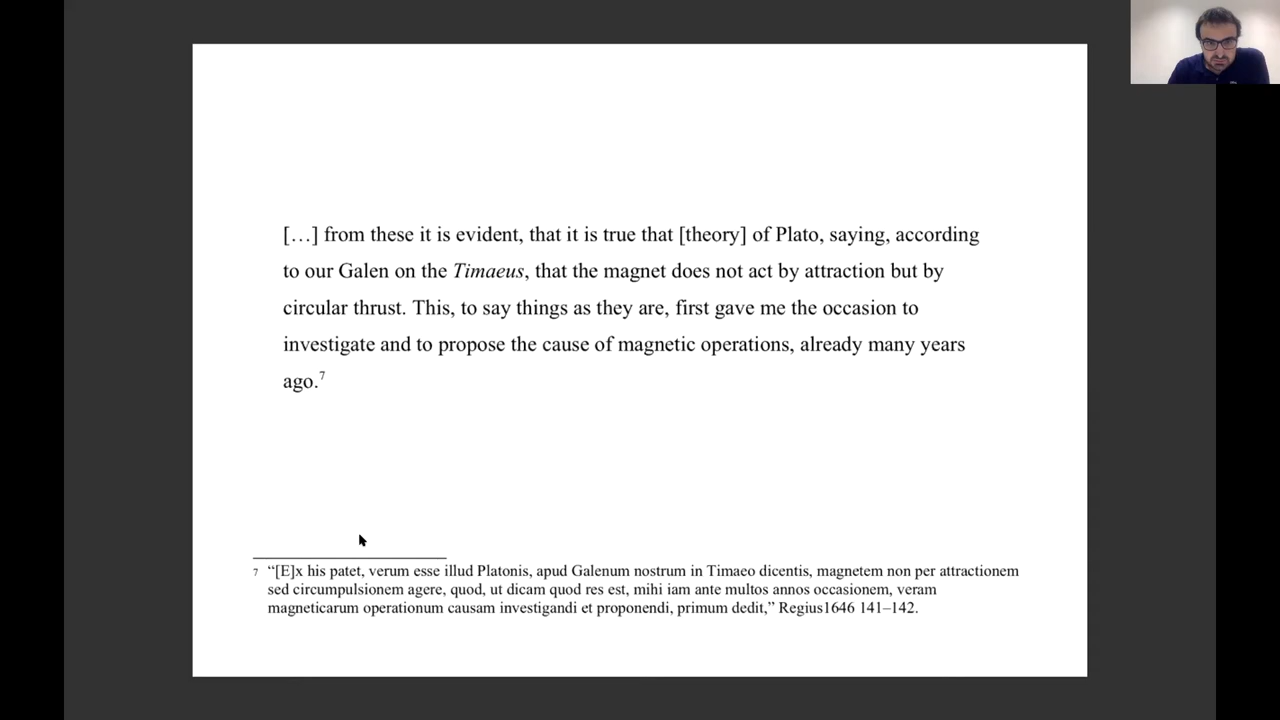 […] from these it is evident, that it is true that [theory] of Plato, saying, according
to our Galen on the Timaeus, that the magnet does not act by attraction but by
circular thrust. This, to say things as they are, first gave me the occasion to
investigate and to propose the cause of magnetic operations, already many years
ago.7
7 “[E]x his patet, verum esse illud Platonis, apud Galenum nostrum in Timaeo dicentis, magnetem non per attractionem
sed circumpulsionem agere, quod, ut dicam quod res est, mihi iam ante multos annos occasionem, veram
magneticarum operationum causam investigandi et proponendi, primum dedit,” Regius1646 141–142.